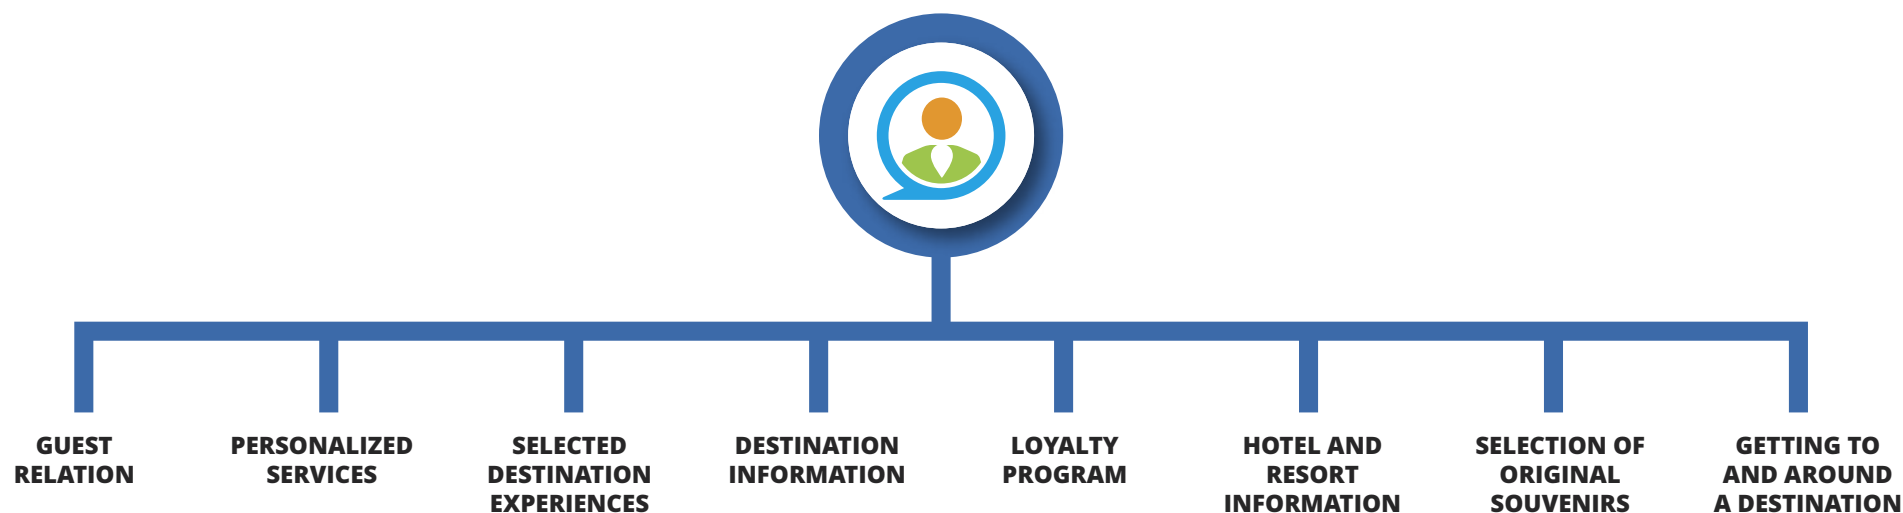 GUEST
RELATION
PERSONALIZED
SERVICES
SELECTED
DESTINATION
EXPERIENCES
DESTINATION
INFORMATION
LOYALTY
PROGRAM
HOTEL AND
RESORT
INFORMATION
SELECTION OF
ORIGINAL
SOUVENIRS
GETTING TO
AND AROUND
A DESTINATION